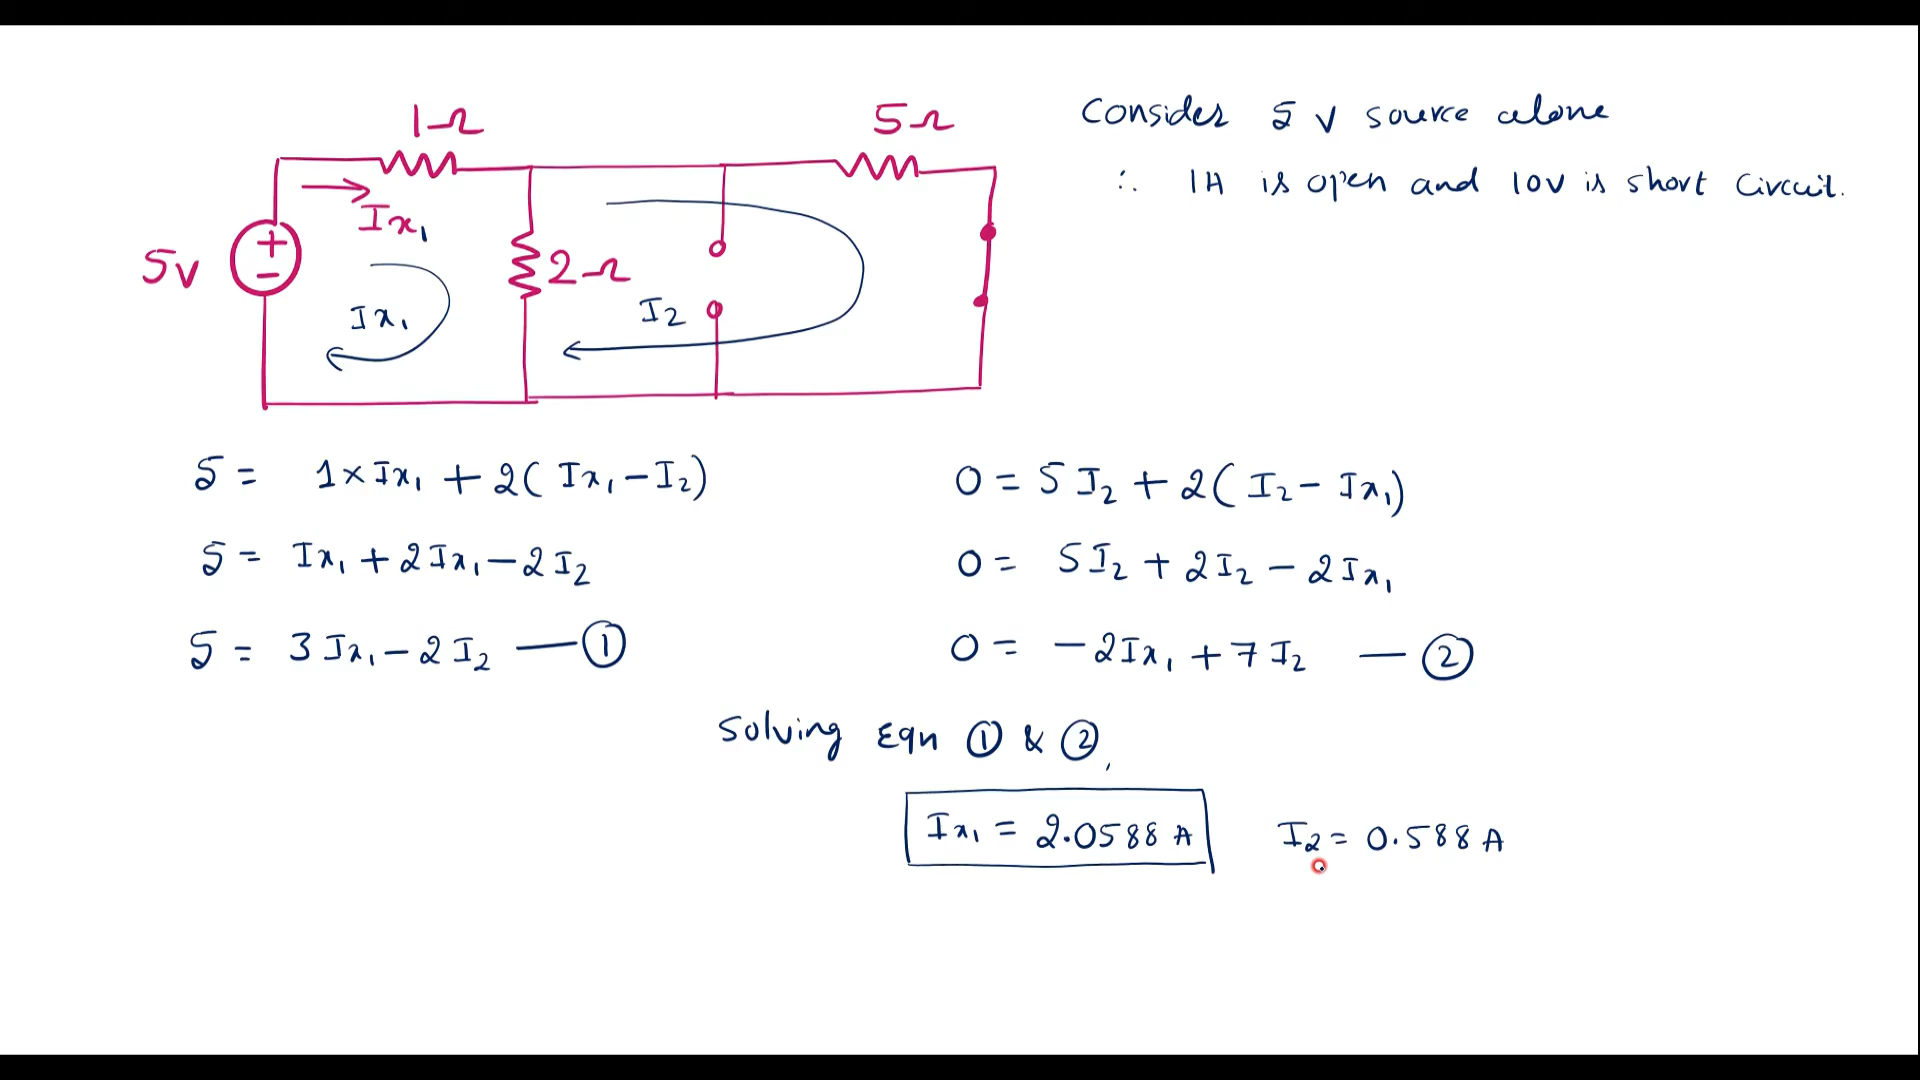 1Ω 5Ω
Consider 5 V source alone
∴ 1A is open and 10V is short Circuit.
Ix₁
5V + −
2Ω
Ix₁
I₂
5 = 1×Ix₁ + 2(Ix₁−I₂)
5 = Ix₁ + 2Ix₁−2I₂
5 = 3Ix₁−2I₂ —①
0 = 5I₂ + 2(I₂−Ix₁)
0 = 5I₂ + 2I₂ − 2Ix₁
0 = −2Ix₁ + 7I₂ — ②
Solving Eqn ① & ②,
Ix₁ = 2.0588 A I₂ = 0.588 A